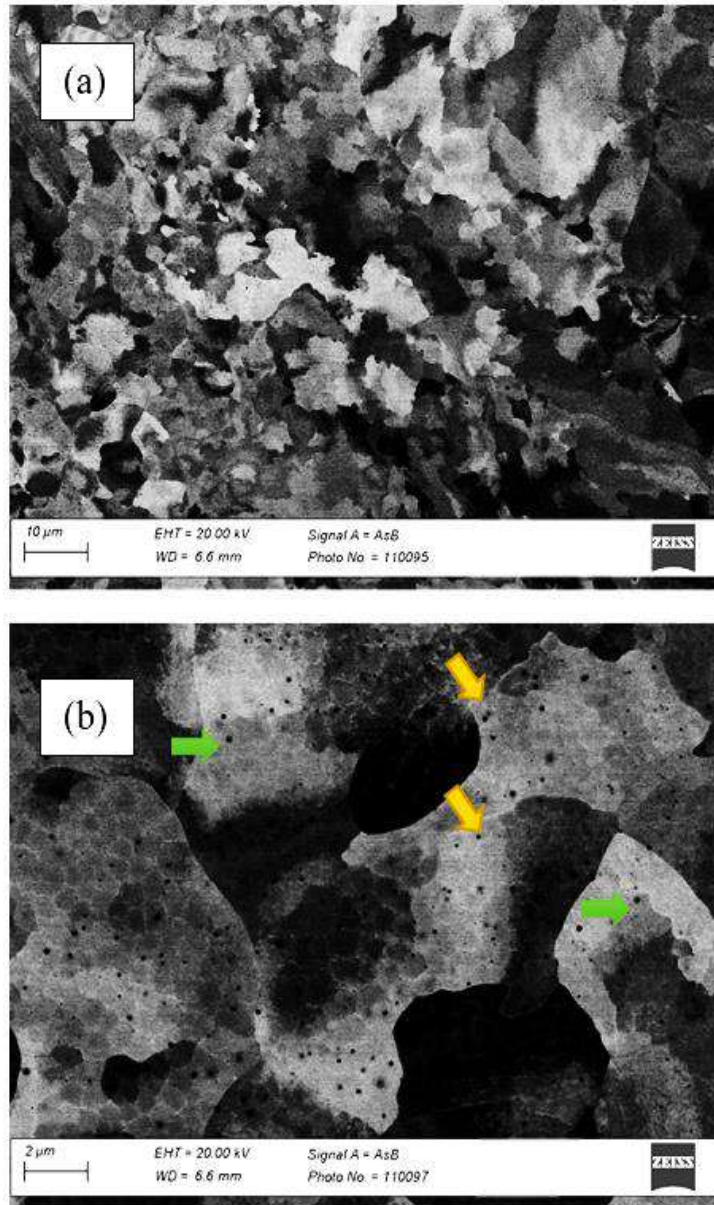 (a)
10 µm EHT = 20.00 kV Signal A = AsB
WD = 6.6 mm Photo No. = 110095
ZEISS
(b)
2 µm EHT = 20.00 kV Signal A = AsB
WD = 6.6 mm Photo No. = 110097
ZEISS